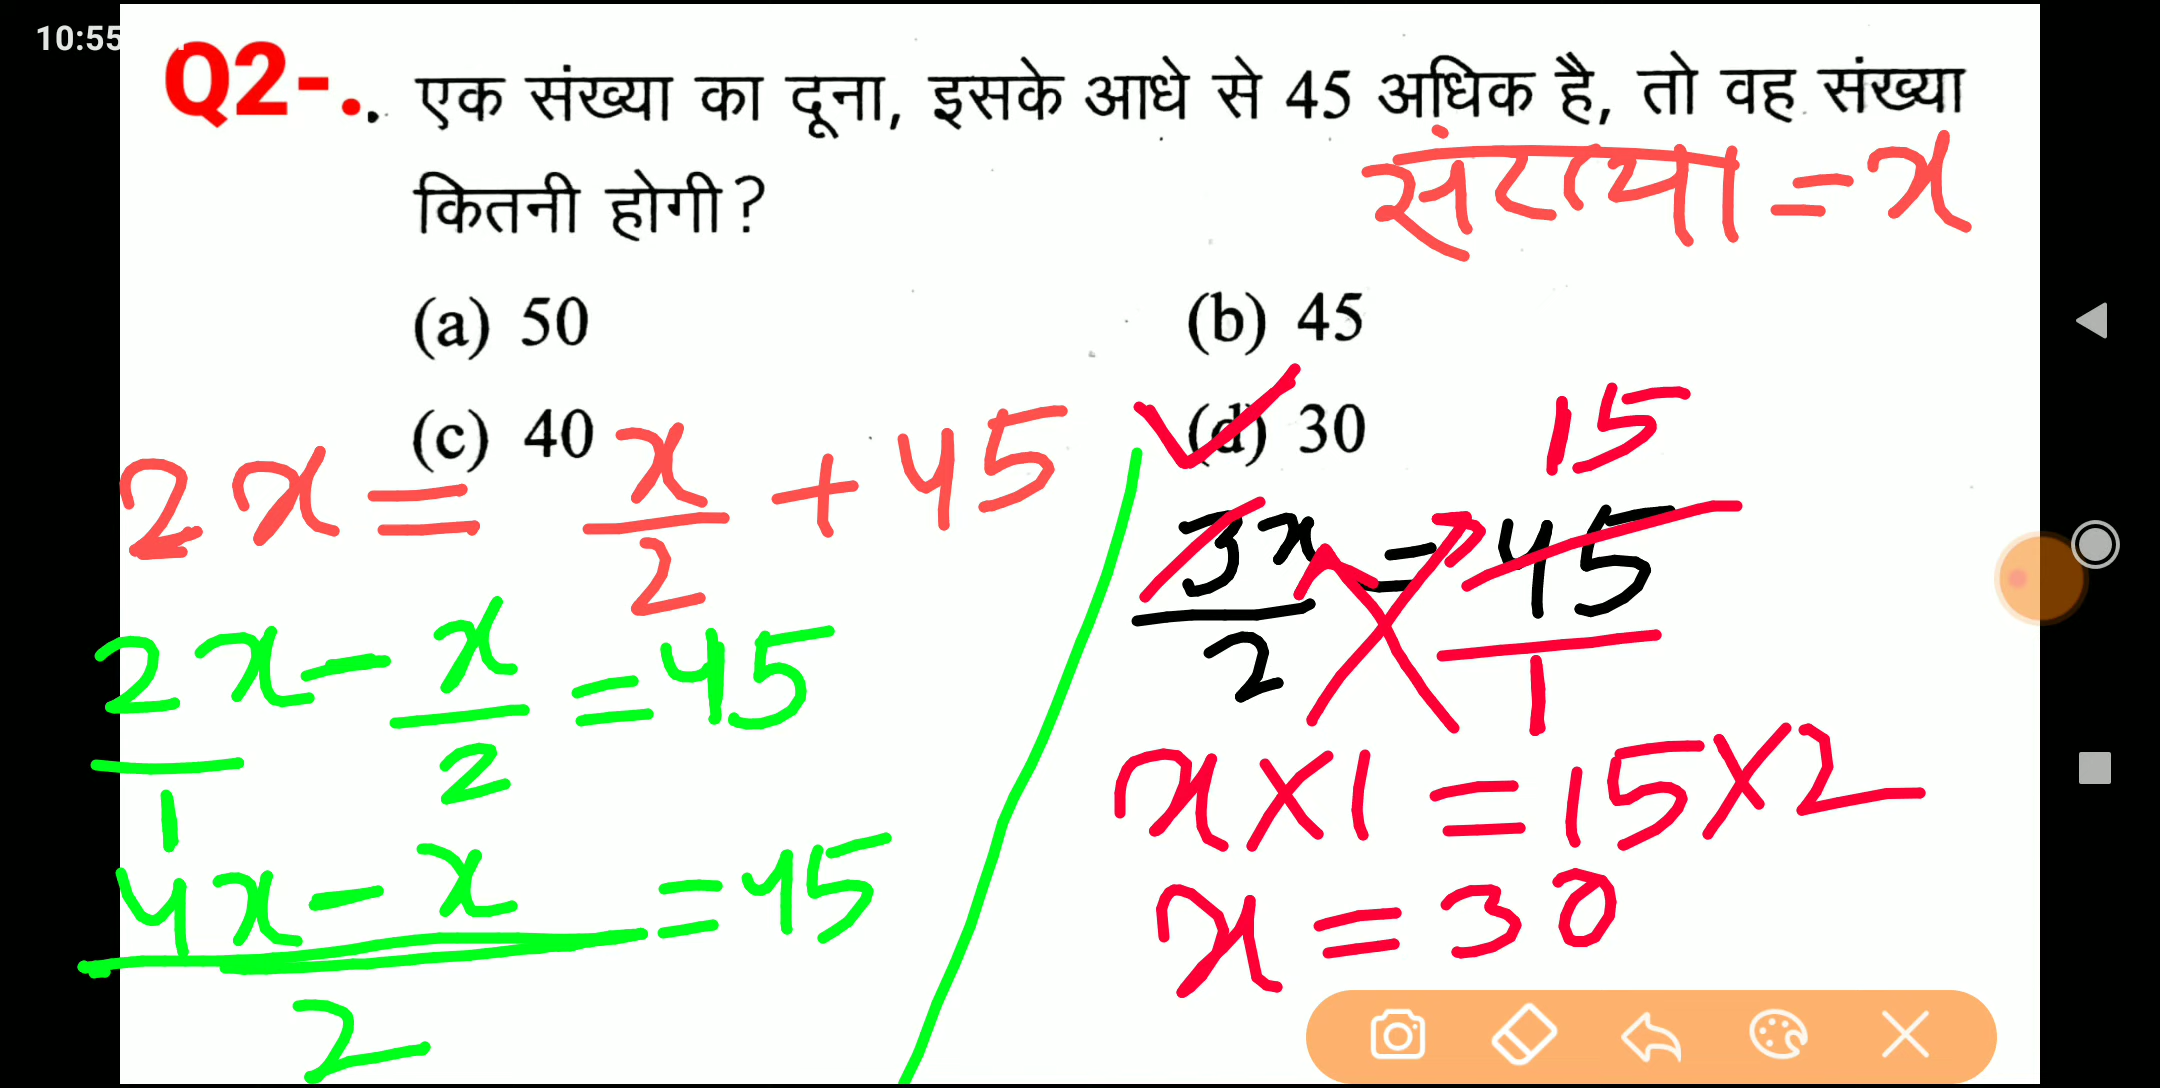 10:55
Q2-.. एक संख्या का दूना, इसके आधे से 45 अधिक है, तो वह संख्या
कितनी होगी?
संख्या = x
(a) 50
(b) 45
(c) 40
(d) 30
2x = x/2 + 45
2x/1 - x/2 = 45
4x - x/2 = 45
15
3x/2 = 45/1
x × 1 = 15 × 2
x = 30